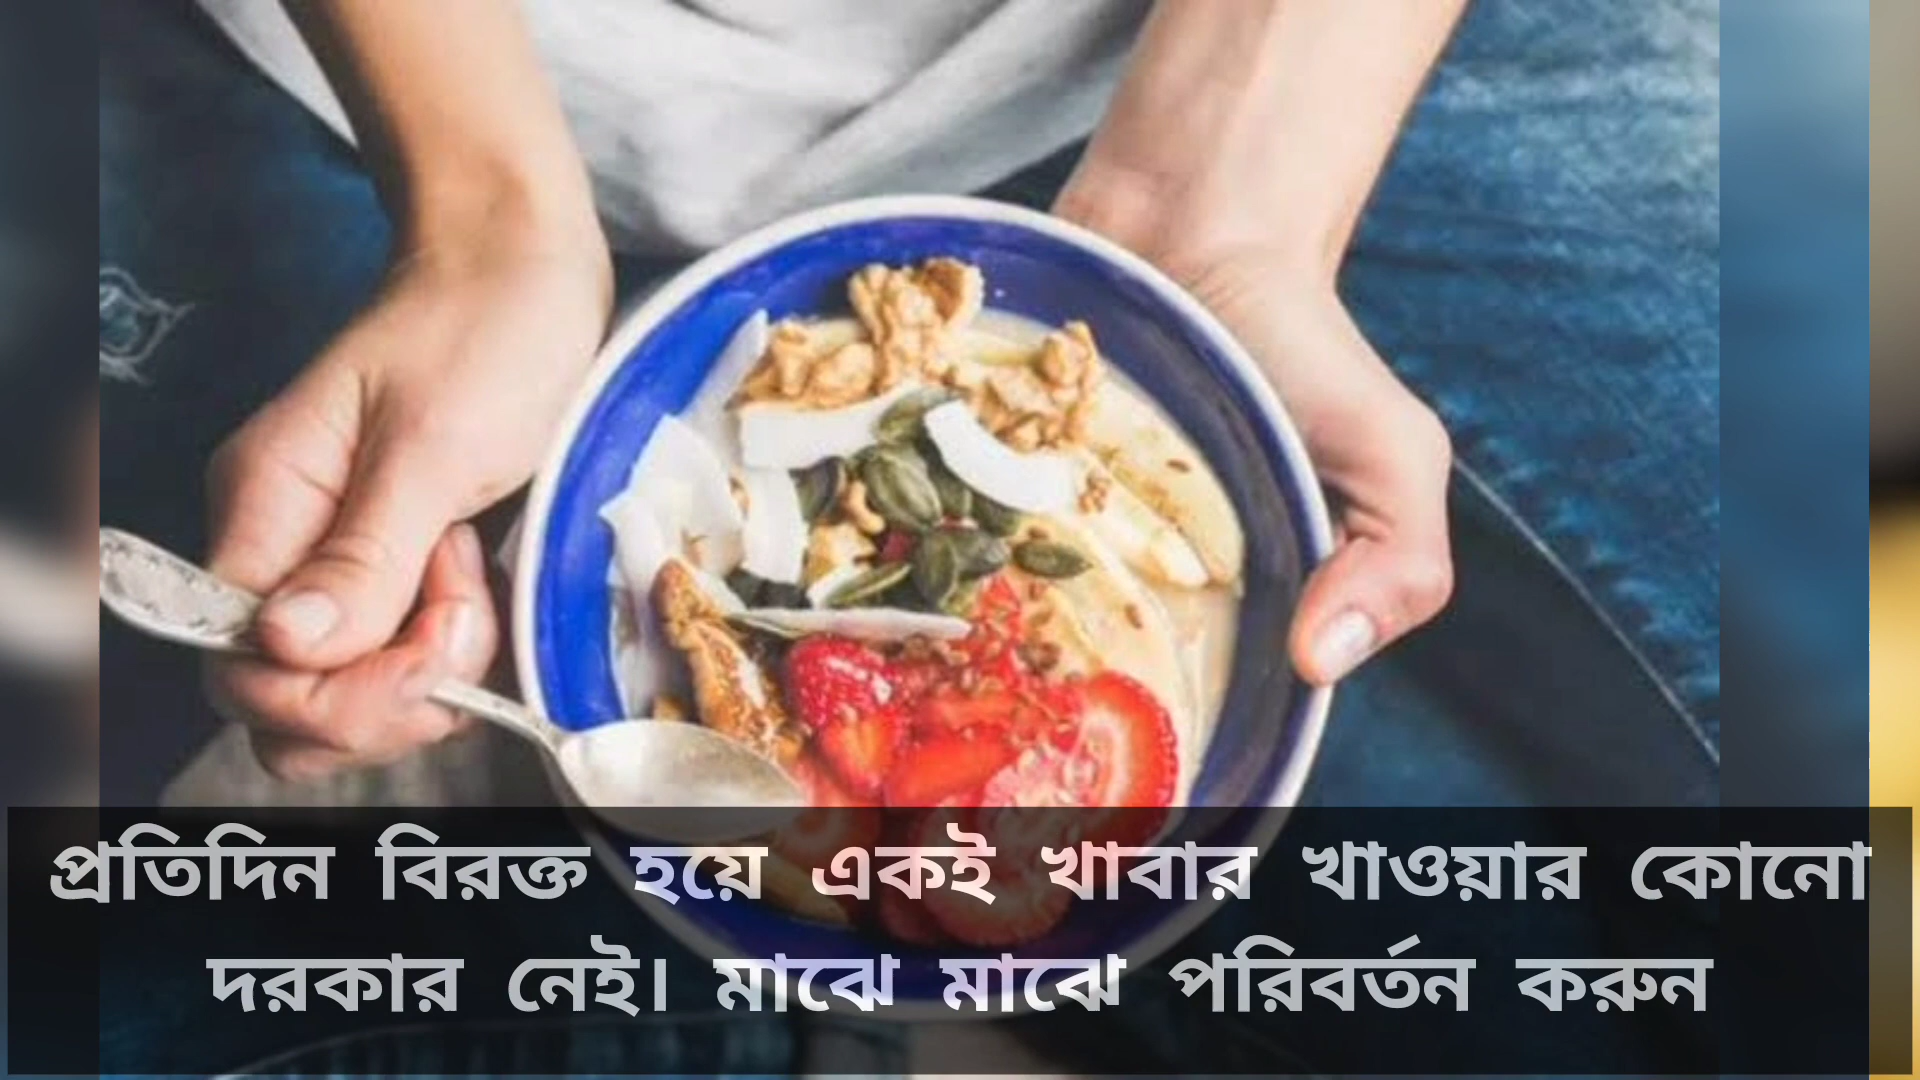 প্রতিদিন বিরক্ত হয়ে একই খাবার খাওয়ার কোনো
দরকার নেই। মাঝে মাঝে পরিবর্তন করুন